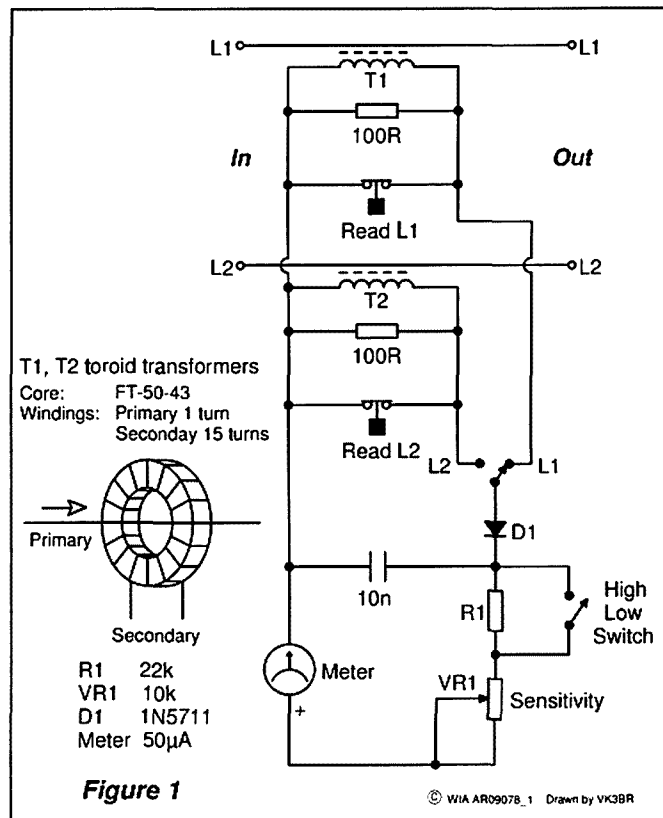 L1
L1
T1
100R
In
Out
Read L1
L2
L2
T2
100R
T1, T2 toroid transformers
Core: FT-50-43
Windings: Primary 1 turn
Seconday 15 turns
Read L2
L2
L1
D1
Primary
10n
R1
High
Low
Switch
Secondary
Meter
+
VR1
Sensitivity
R1 22k
VR1 10k
D1 1N5711
Meter 50µA
Figure 1
© WIA AR09078_1 Drawn by VK3BR